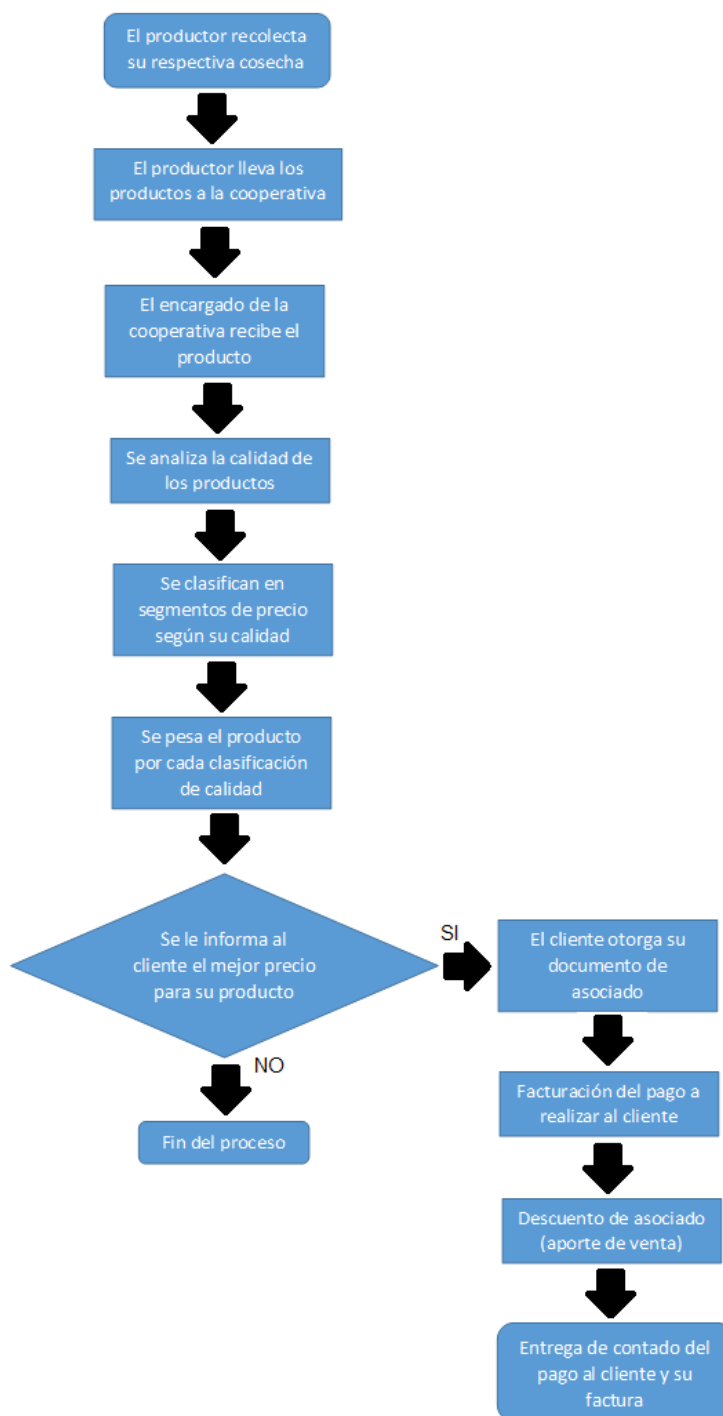 El productor recolecta
su respectiva cosecha
El productor lleva los
productos a la cooperativa
El encargado de la
cooperativa recibe el
producto
Se analiza la calidad de
los productos
Se clasifican en
segmentos de precio
según su calidad
Se pesa el producto
por cada clasificación
de calidad
Se le informa al
cliente el mejor precio
para su producto
SI
El cliente otorga su
documento de
asociado
NO
Fin del proceso
Facturación del pago a
realizar al cliente
Descuento de asociado
(aporte de venta)
Entrega de contado del
pago al cliente y su
factura